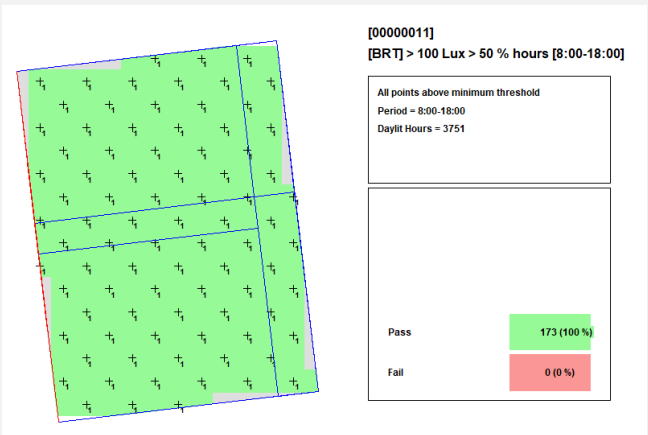 [00000011]
[BRT] > 100 Lux > 50 % hours [8:00-18:00]
All points above minimum threshold
Period = 8:00-18:00
Daylit Hours = 3751
Pass
173 (100 %)
Fail
0 (0 %)